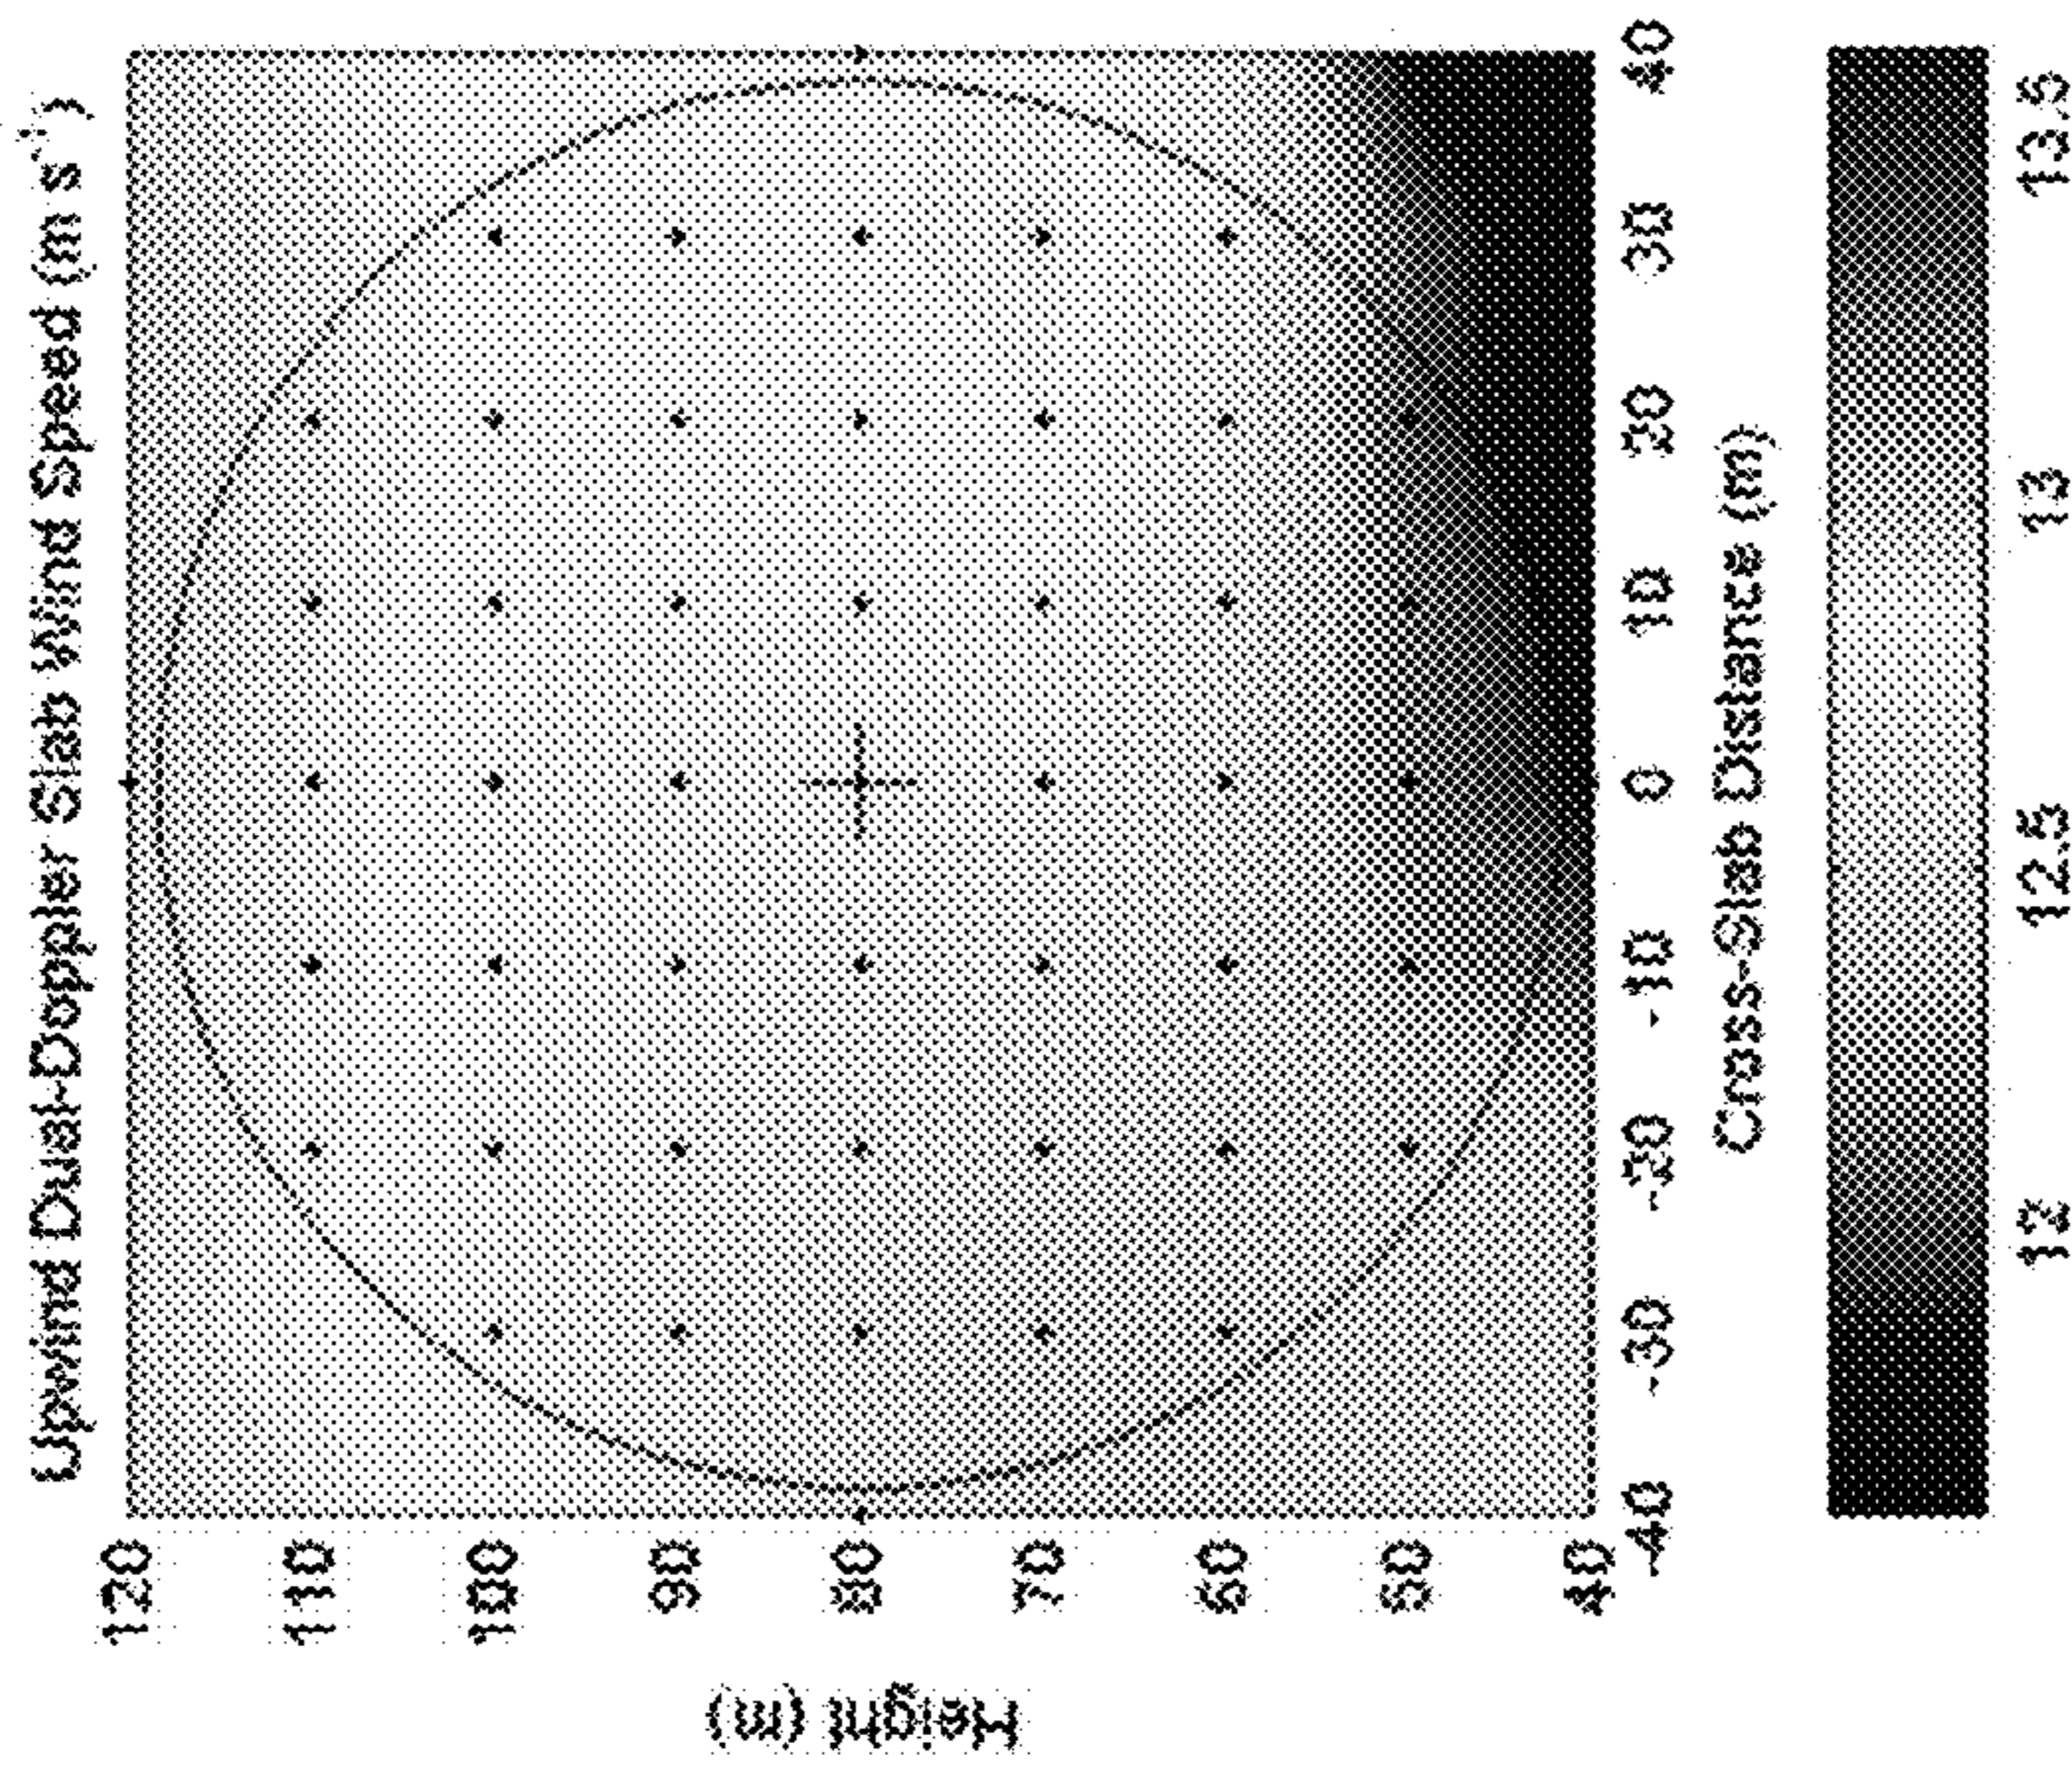 Upwind Dual-Doppler Slab Wind Speed (m s⁻¹)
Height (m)
120
110
100
90
80
70
60
50
40
-40 -30 -20 -10 0 10 20 30 40
Cross-Slab Distance (m)
12 12.5 13 13.5